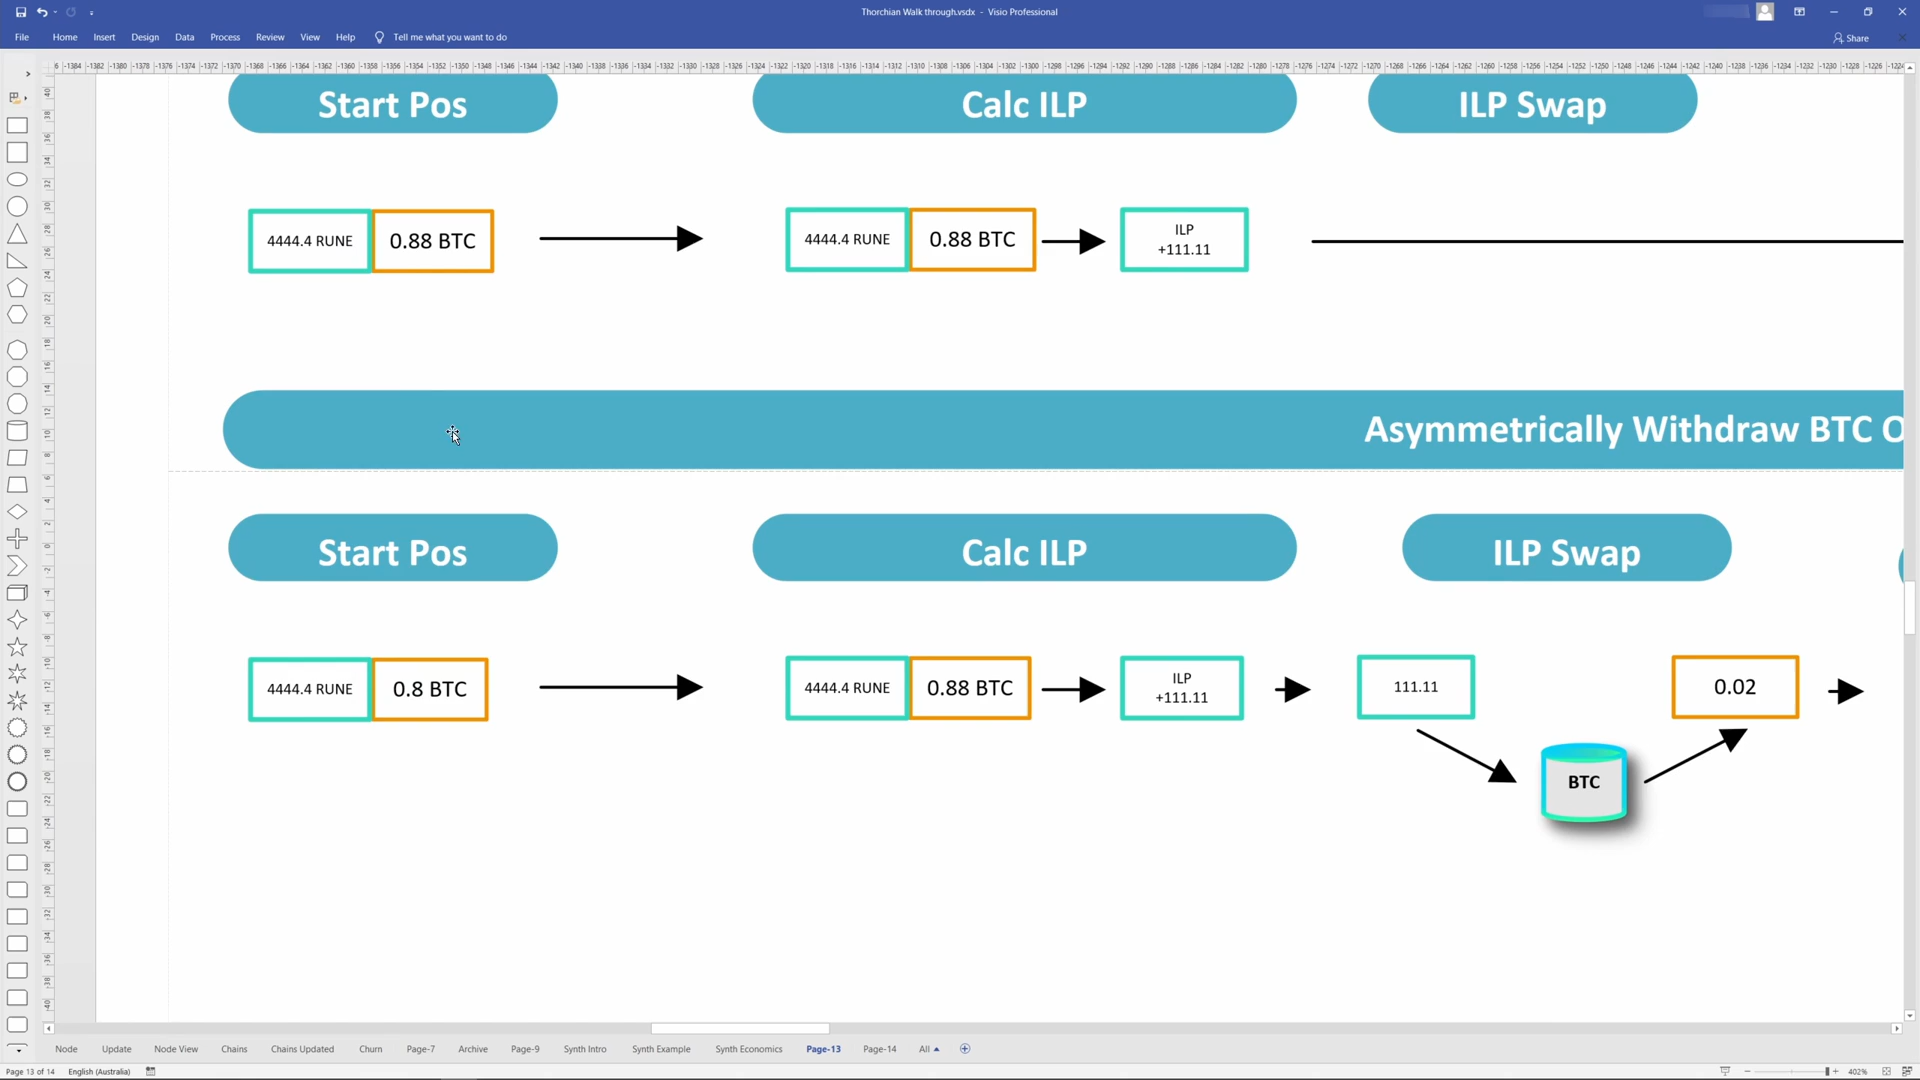 Thorchian Walk through.vsdx - Visio Professional
File Home Insert Design Data Process Review View Help Tell me what you want to do Share
Start Pos Calc ILP ILP Swap
4444.4 RUNE 0.88 BTC 4444.4 RUNE 0.88 BTC ILP
+111.11
Asymmetrically Withdraw BTC O
Start Pos Calc ILP ILP Swap
4444.4 RUNE 0.8 BTC 4444.4 RUNE 0.88 BTC ILP
+111.11
111.11 0.02
BTC
Node Update Node View Chains Chains Updated Churn Page-7 Archive Page-9 Synth Intro Synth Example Synth Economics Page-13 Page-14 All
Page 13 of 14 English (Australia) 402%